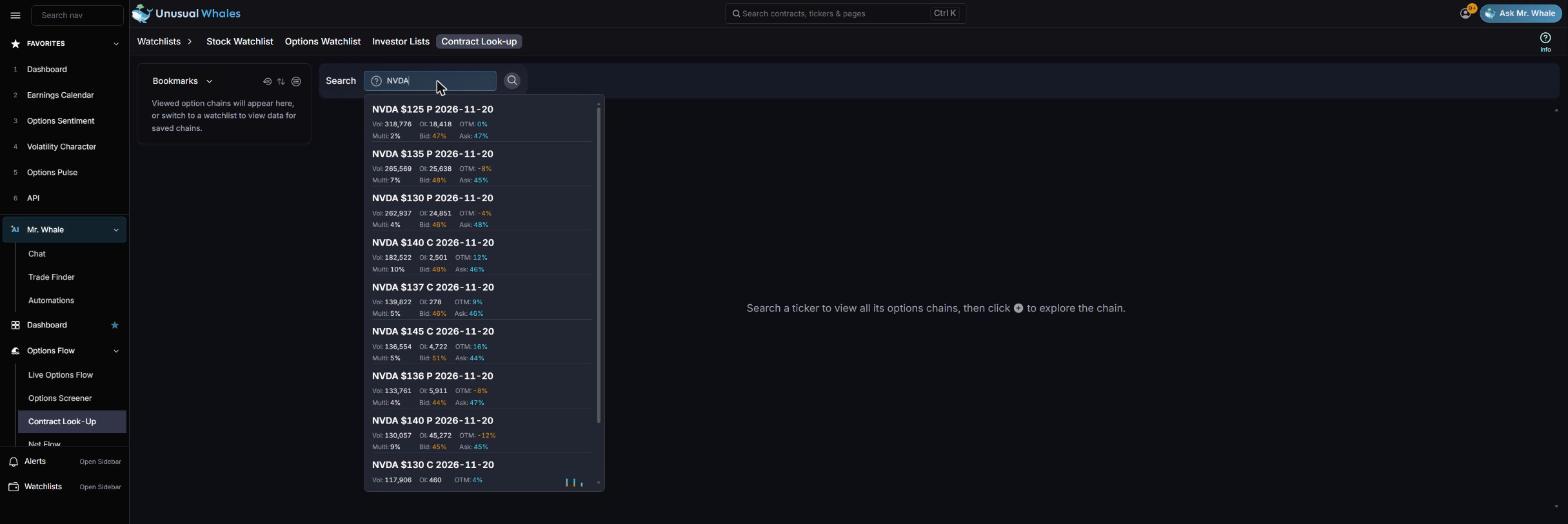 Search nav
Unusual Whales
Search contracts, tickers & pages Ctrl K
9+
Ask Mr. Whale
FAVORITES
1 Dashboard
2 Earnings Calendar
3 Options Sentiment
4 Volatility Character
5 Options Pulse
6 API
AI Mr. Whale
Chat
Trade Finder
Automations
Dashboard
Options Flow
Live Options Flow
Options Screener
Contract Look-Up
Net Flow
Alerts Open Sidebar
Watchlists Open Sidebar
Watchlists > Stock Watchlist Options Watchlist Investor Lists Contract Look-up
Info
Bookmarks
Viewed option chains will appear here,
or switch to a watchlist to view data for
saved chains.
Search NVDA
NVDA $125 P 2026-11-20
Vol: 318,776 OI: 18,418 OTM: 0%
Multi: 2% Bid: 47% Ask: 47%
NVDA $135 P 2026-11-20
Vol: 265,569 OI: 25,638 OTM: -8%
Multi: 7% Bid: 48% Ask: 45%
NVDA $130 P 2026-11-20
Vol: 262,937 OI: 24,851 OTM: -4%
Multi: 4% Bid: 46% Ask: 48%
NVDA $140 C 2026-11-20
Vol: 182,522 OI: 2,501 OTM: 12%
Multi: 10% Bid: 49% Ask: 46%
NVDA $137 C 2026-11-20
Vol: 139,822 OI: 278 OTM: 9%
Multi: 5% Bid: 46% Ask: 46%
NVDA $145 C 2026-11-20
Vol: 136,554 OI: 4,722 OTM: 16%
Multi: 5% Bid: 51% Ask: 44%
NVDA $136 P 2026-11-20
Vol: 133,761 OI: 5,911 OTM: -8%
Multi: 4% Bid: 44% Ask: 47%
NVDA $140 P 2026-11-20
Vol: 130,057 OI: 45,272 OTM: -12%
Multi: 9% Bid: 45% Ask: 45%
NVDA $130 C 2026-11-20
Vol: 117,906 OI: 460 OTM: 4%
Search a ticker to view all its options chains, then click + to explore the chain.